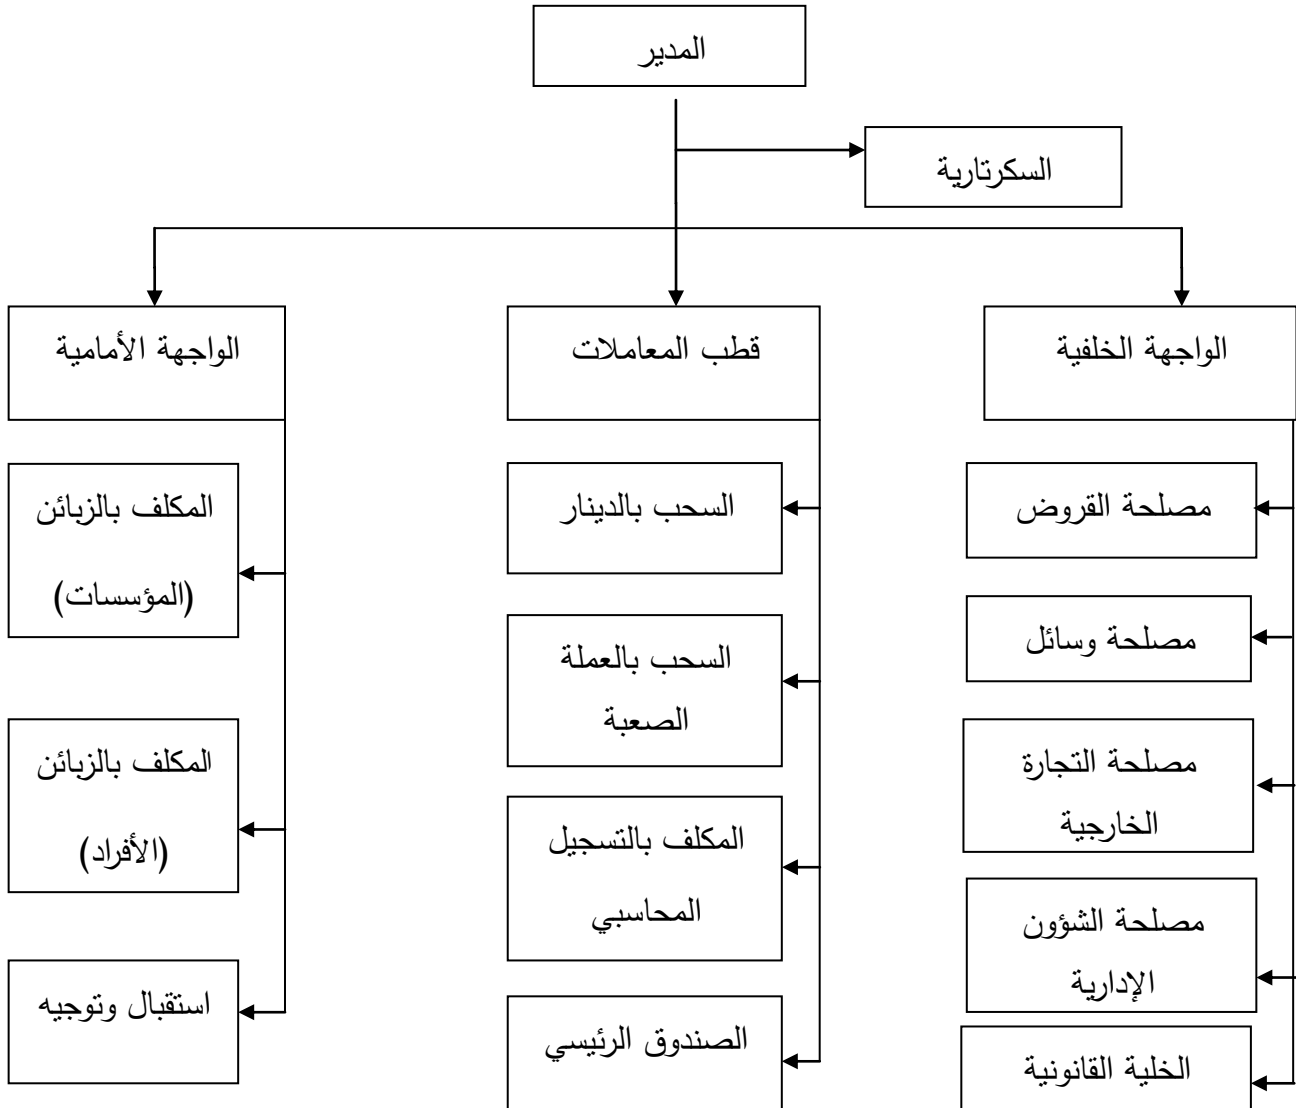 المدير
السكرتارية
الواجهة الخلفية
قطب المعاملات
الواجهة الأمامية
مصلحة القروض
مصلحة وسائل
مصلحة التجارة
الخارجية
مصلحة الشؤون
الإدارية
الخلية القانونية
السحب بالدينار
السحب بالعملة
الصعبة
المكلف بالتسجيل
المحاسبي
الصندوق الرئيسي
المكلف بالزبائن
(المؤسسات)
المكلف بالزبائن
(الأفراد)
استقبال وتوجيه